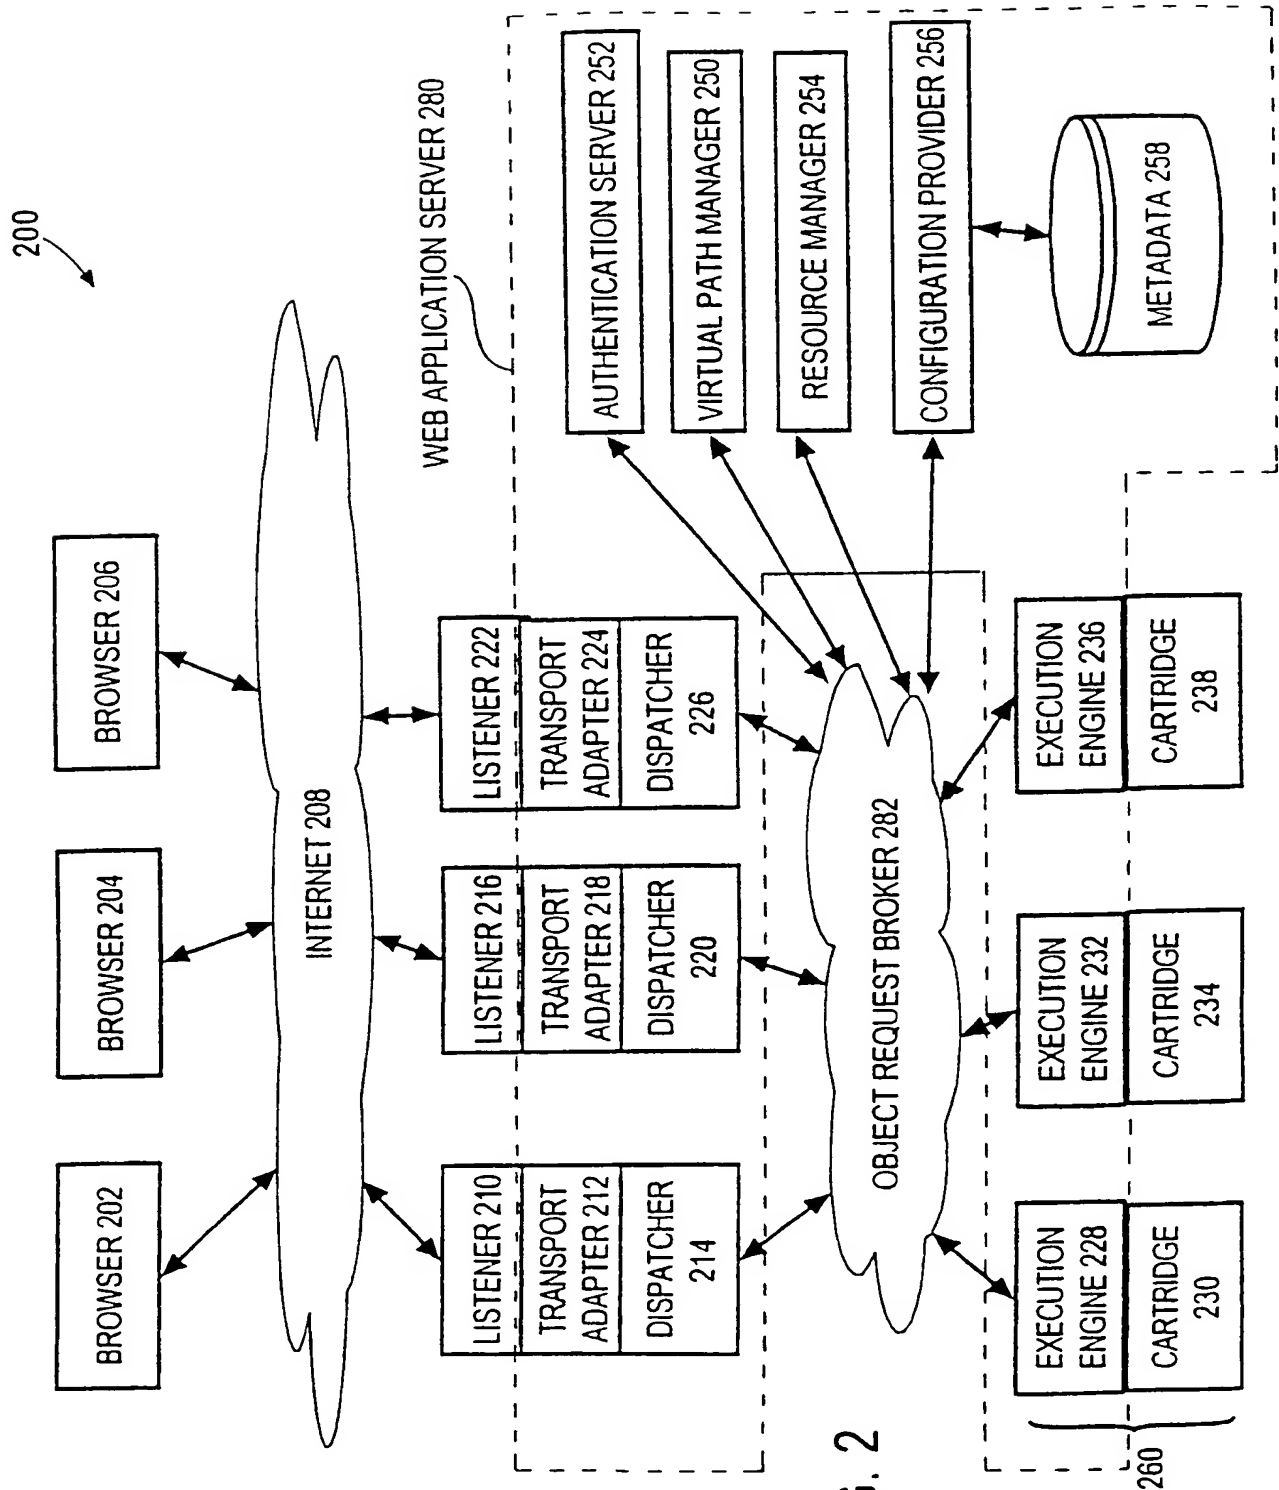 200
BROWSER 202
BROWSER 204
BROWSER 206
INTERNET 208
WEB APPLICATION SERVER 280
LISTENER 210
TRANSPORT
ADAPTER 212
DISPATCHER
214
LISTENER 216
TRANSPORT
ADAPTER 218
DISPATCHER
220
LISTENER 222
TRANSPORT
ADAPTER 224
DISPATCHER
226
AUTHENTICATION SERVER 252
VIRTUAL PATH MANAGER 250
RESOURCE MANAGER 254
CONFIGURATION PROVIDER 256
METADATA 258
OBJECT REQUEST BROKER 282
EXECUTION
ENGINE 228
CARTRIDGE
230
EXECUTION
ENGINE 232
CARTRIDGE
234
EXECUTION
ENGINE 236
CARTRIDGE
238
260
. 2